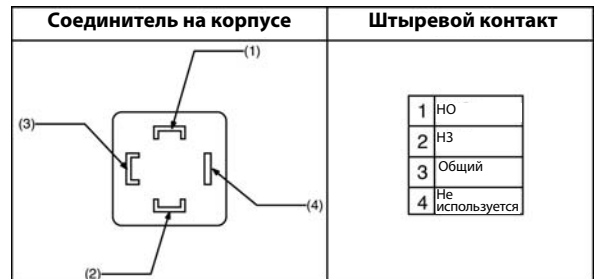 Соединитель на корпусе
Штыревой контакт
(1)
(3)
(4)
(2)
1 НО
2 НЗ
3 Общий
4 Не
используется